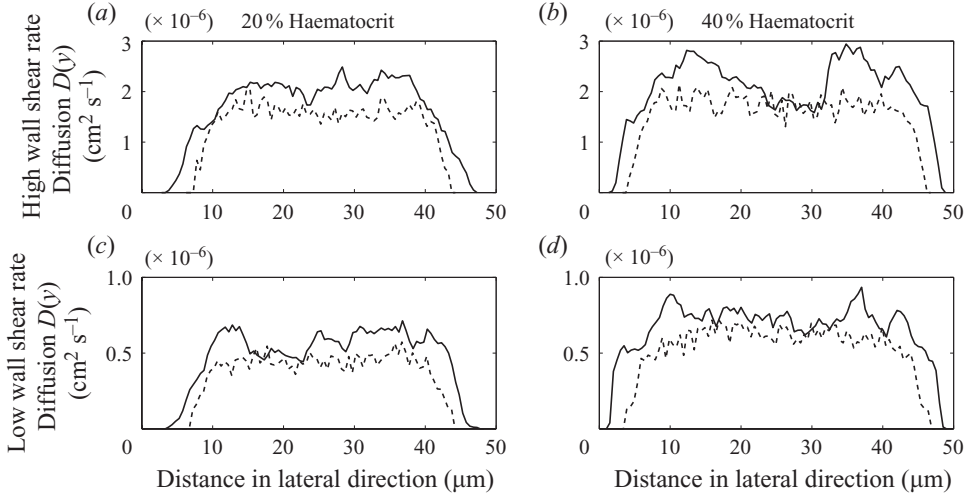 (a) 20 % Haematocrit
(× 10⁻⁶)
(b) 40 % Haematocrit
(× 10⁻⁶)
High wall shear rate
Diffusion D(y)
(cm² s⁻¹)
3
2
1
0 10 20 30 40 50
3
2
1
0 10 20 30 40 50
(c)
(× 10⁻⁶)
(d)
(× 10⁻⁶)
Low wall shear rate
Diffusion D(y)
(cm² s⁻¹)
1.0
0.5
0 10 20 30 40 50
Distance in lateral direction (μm)
1.0
0.5
0 10 20 30 40 50
Distance in lateral direction (μm)